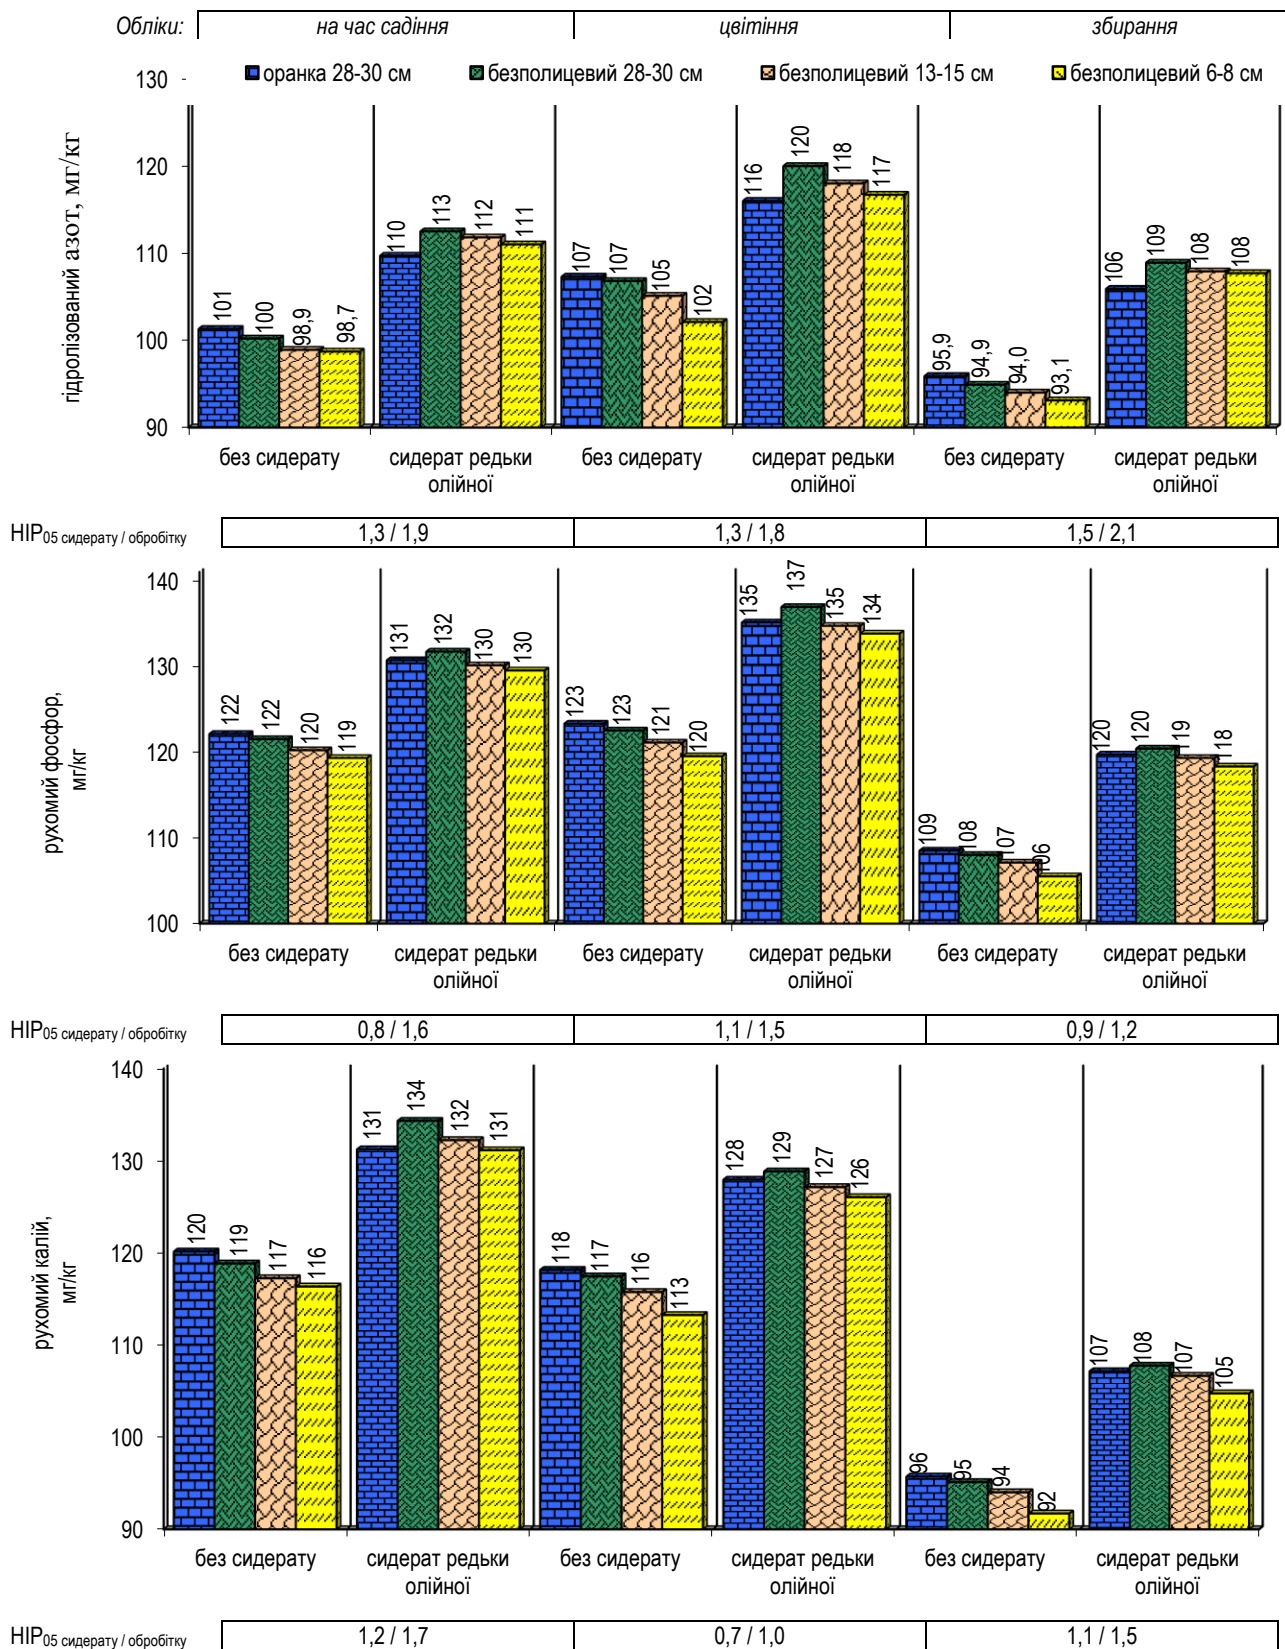 Обліки: на час садіння цвітіння збирання
оранка 28-30 см безполицевий 28-30 см безполицевий 13-15 см безполицевий 6-8 см
гідролізований азот, мг/кг
130
120
110
100
90
101 100 98,9 98,7 110 113 112 111 107 107 105 102 116 120 118 117 95,9 94,9 94,0 93,1 106 109 108 108
без сидерату сидерат редьки без сидерату сидерат редьки без сидерату сидерат редьки
олійної олійної олійної
НІР05 сидерату / обробітку 1,3 / 1,9 1,3 / 1,8 1,5 / 2,1
рухомий фосфор,
мг/кг
140
130
120
110
100
122 122 120 119 131 132 130 130 123 123 121 120 135 137 135 134 109 108 107 106 120 120 119 118
без сидерату сидерат редьки без сидерату сидерат редьки без сидерату сидерат редьки
олійної олійної олійної
НІР05 сидерату / обробітку 0,8 / 1,6 1,1 / 1,5 0,9 / 1,2
рухомий калій,
мг/кг
140
130
120
110
100
90
120 119 117 116 131 134 132 131 118 117 116 113 128 129 127 126 96 95 94 92 107 108 107 105
без сидерату сидерат редьки без сидерату сидерат редьки без сидерату сидерат редьки
олійної олійної олійної
НІР05 сидерату / обробітку 1,2 / 1,7 0,7 / 1,0 1,1 / 1,5